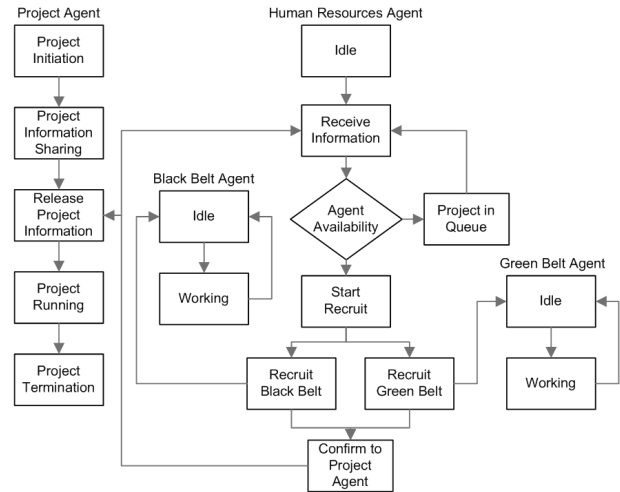 Project Agent
Project
Initiation
Project
Information
Sharing
Release
Project
Information
Project
Running
Project
Termination
Human Resources Agent
Idle
Receive
Information
Agent
Availability
Project in
Queue
Start
Recruit
Recruit
Black Belt
Recruit
Green Belt
Confirm to
Project
Agent
Black Belt Agent
Idle
Working
Green Belt Agent
Idle
Working